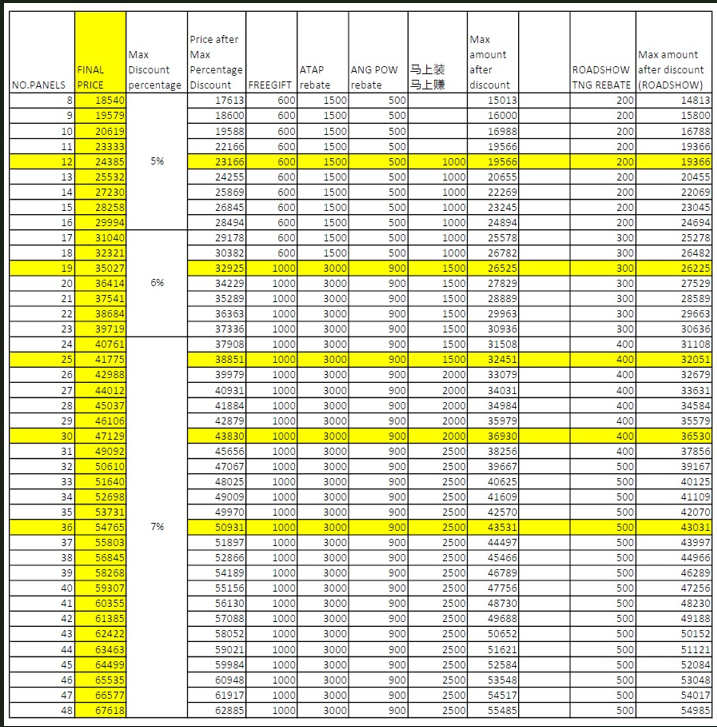 NO.PANELS FINAL PRICE Max Discount percentage Price after Max Percentage Discount FREEGIFT ATAP rebate ANG POW rebate 马上装 马上赚 Max amount after discount ROADSHOW TNG REBATE Max amount after discount (ROADSHOW)
8 18540 17613 600 1500 500 15013 200 14813
9 19579 18600 600 1500 500 16000 200 15800
10 20619 19588 600 1500 500 16988 200 16788
11 23333 22166 600 1500 500 19566 200 19366
12 24385 5% 23166 600 1500 500 1000 19566 200 19366
13 25532 24255 600 1500 500 1000 20655 200 20455
14 27230 25869 600 1500 500 1000 22269 200 22069
15 28258 26845 600 1500 500 1000 23245 200 23045
16 29994 28494 600 1500 500 1000 24894 200 24694
17 31040 29178 600 1500 500 1000 25578 300 25278
18 32321 30382 600 1500 500 1000 26782 300 26482
19 35027 32925 1000 3000 900 1500 26525 300 26225
20 36414 6% 34229 1000 3000 900 1500 27829 300 27529
21 37541 35289 1000 3000 900 1500 28889 300 28589
22 38684 36363 1000 3000 900 1500 29963 300 29663
23 39719 37336 1000 3000 900 1500 30936 300 30636
24 40761 37908 1000 3000 900 1500 31508 400 31108
25 41775 38851 1000 3000 900 1500 32451 400 32051
26 42988 39979 1000 3000 900 2000 33079 400 32679
27 44012 40931 1000 3000 900 2000 34031 400 33631
28 45037 41884 1000 3000 900 2000 34984 400 34584
29 46106 42879 1000 3000 900 2000 35979 400 35579
30 47129 43830 1000 3000 900 2000 36930 400 36530
31 49092 45656 1000 3000 900 2500 38256 400 37856
32 50610 47067 1000 3000 900 2500 39667 500 39167
33 51640 48025 1000 3000 900 2500 40625 500 40125
34 52698 49009 1000 3000 900 2500 41609 500 41109
35 53731 49970 1000 3000 900 2500 42570 500 42070
36 54765 7% 50931 1000 3000 900 2500 43531 500 43031
37 55803 51897 1000 3000 900 2500 44497 500 43997
38 56845 52866 1000 3000 900 2500 45466 500 44966
39 58268 54189 1000 3000 900 2500 46789 500 46289
40 59307 55156 1000 3000 900 2500 47756 500 47256
41 60355 56130 1000 3000 900 2500 48730 500 48230
42 61385 57088 1000 3000 900 2500 49688 500 49188
43 62422 58052 1000 3000 900 2500 50652 500 50152
44 63463 59021 1000 3000 900 2500 51621 500 51121
45 64499 59984 1000 3000 900 2500 52584 500 52084
46 65535 60948 1000 3000 900 2500 53548 500 53048
47 66577 61917 1000 3000 900 2500 54517 500 54017
48 67618 62885 1000 3000 900 2500 55485 500 54985